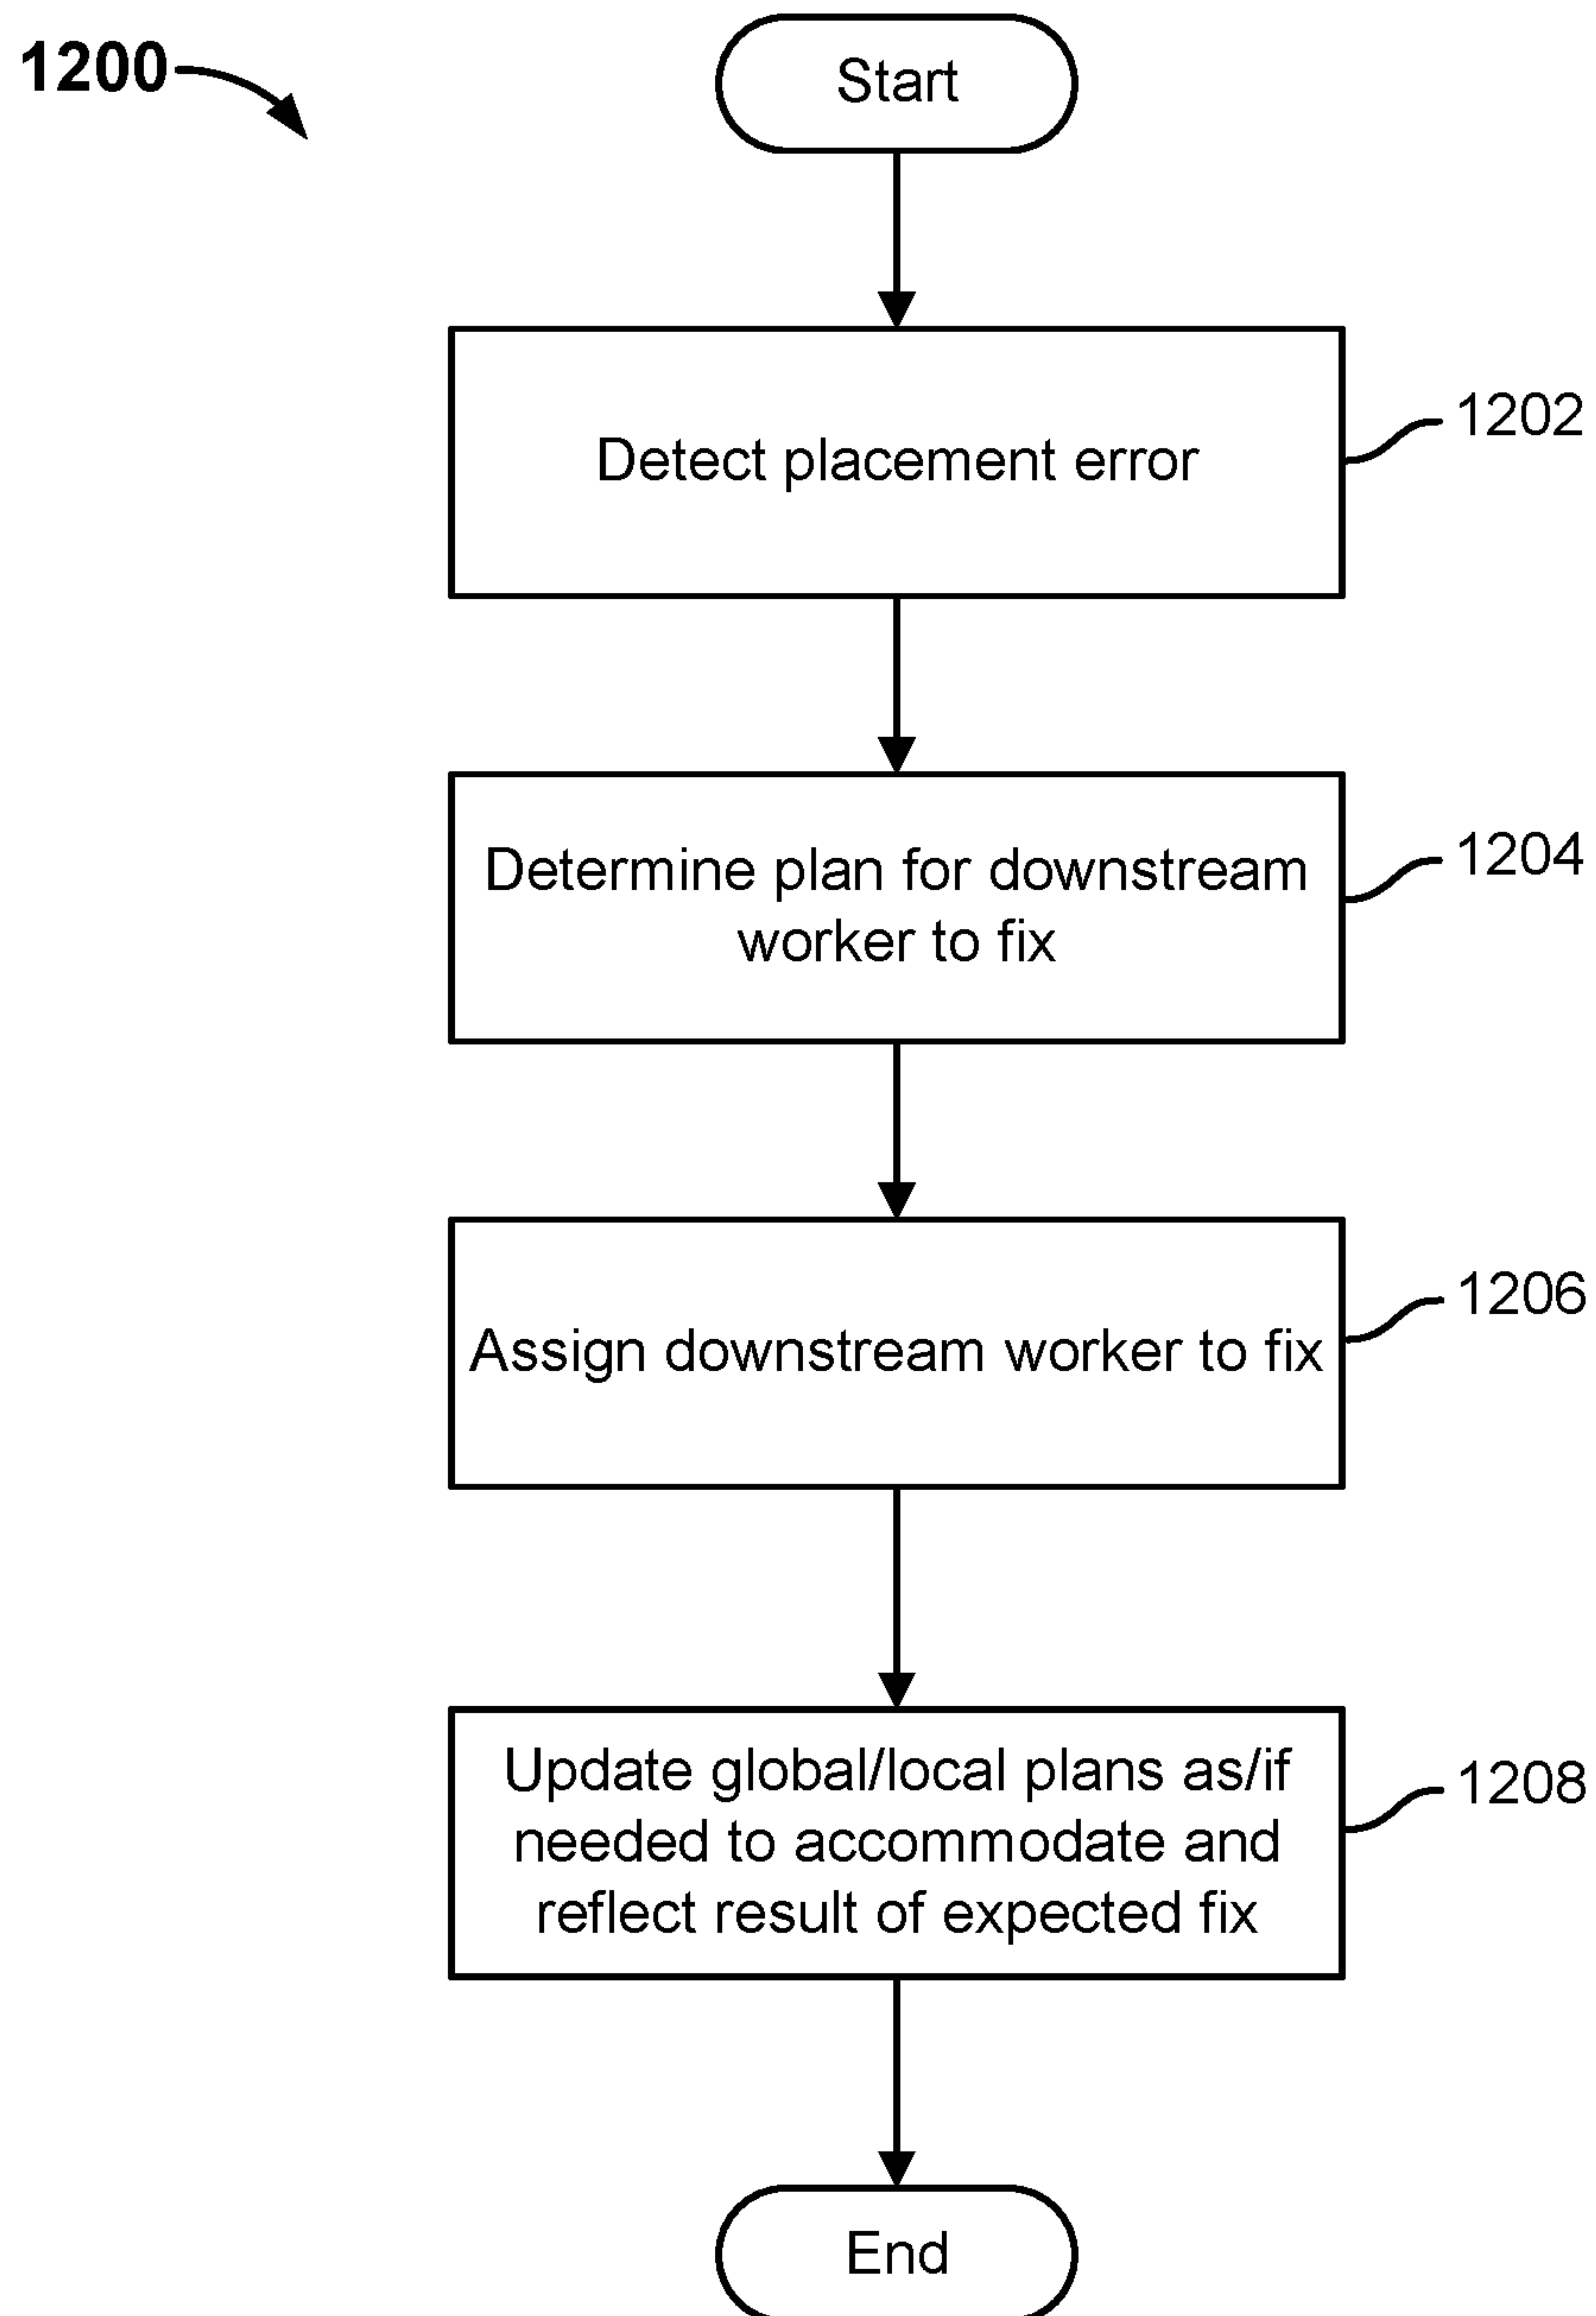 1200
Start
Detect placement error
1202
Determine plan for downstream
worker to fix
1204
Assign downstream worker to fix
1206
Update global/local plans as/if
needed to accommodate and
reflect result of expected fix
1208
End